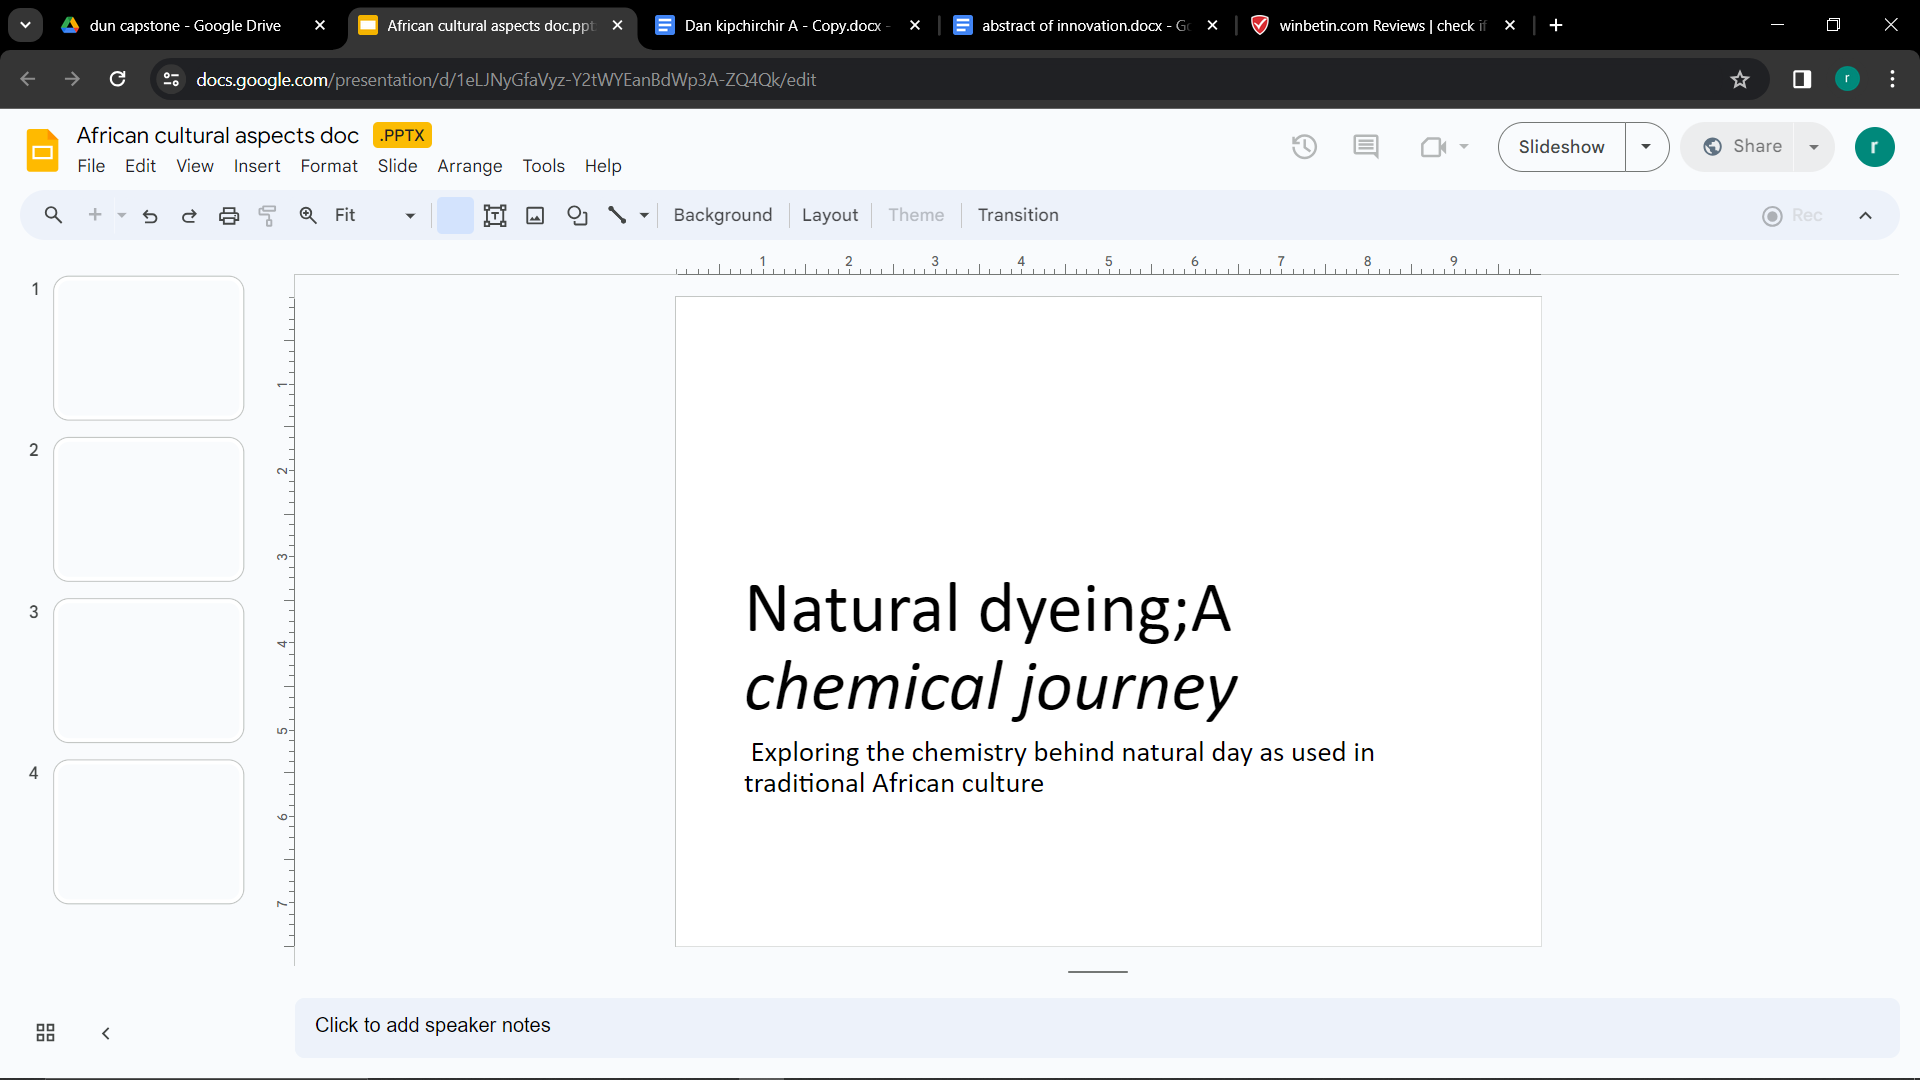 dun capstone - Google Drive
African cultural aspects doc.ppt
Dan kipchirchir A - Copy.docx -
abstract of innovation.docx - Go
winbetin.com Reviews | check if
docs.google.com/presentation/d/1eLJNyGfaVyz-Y2tWYEanBdWp3A-ZQ4Qk/edit
r
African cultural aspects doc .PPTX
File Edit View Insert Format Slide Arrange Tools Help
Slideshow
Share
r
Fit
Background Layout Theme Transition
Rec
1 2 3 4 5 6 7 8 9
1
2
3
4
1
2
3
4
5
6
7
Natural dyeing;A
chemical journey
Exploring the chemistry behind natural day as used in
traditional African culture
Click to add speaker notes